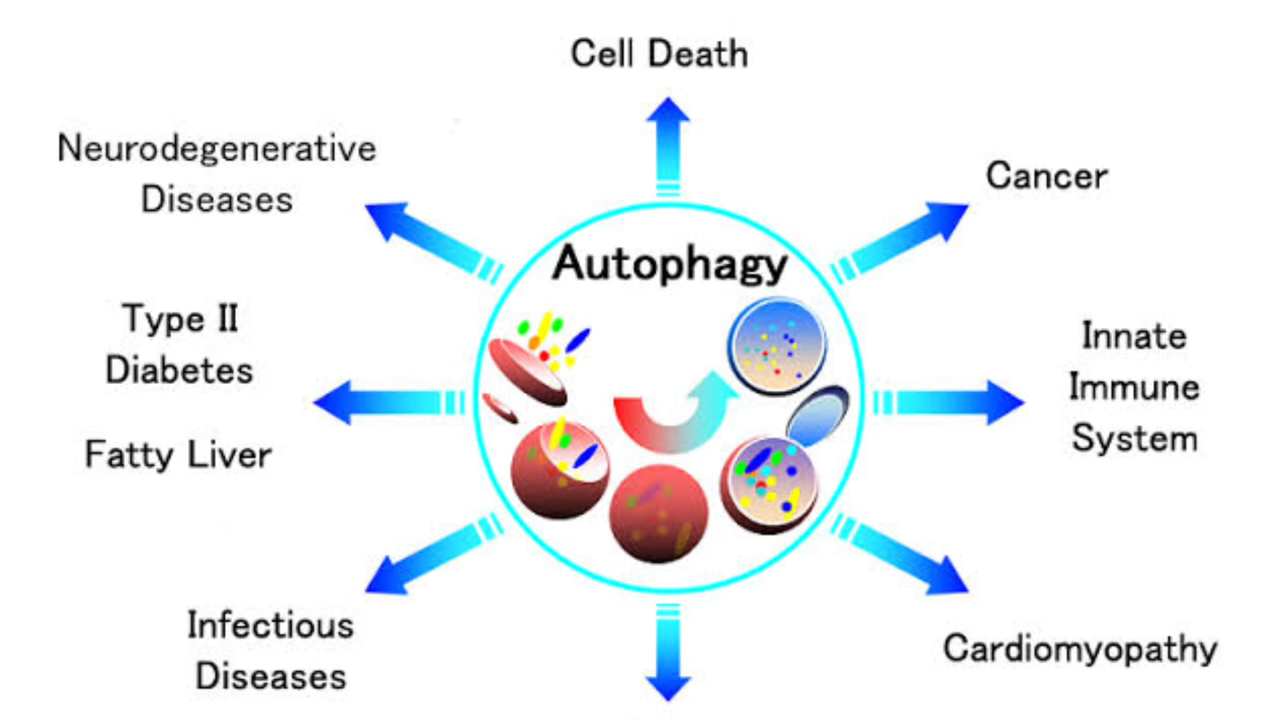 Cell Death
Neurodegenerative
Diseases
Cancer
Autophagy
Type II
Diabetes
Fatty Liver
Innate
Immune
System
Infectious
Diseases
Cardiomyopathy